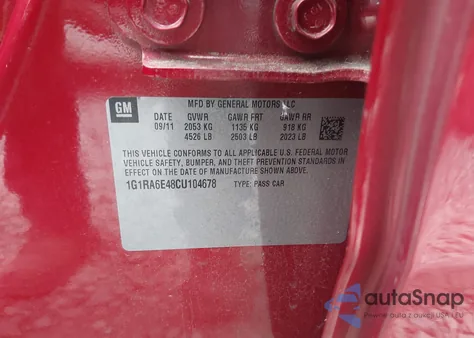 GM
MFD BY GENERAL MOTORS LLC
DATE GVWR GAWR FRT GAWR RR
09/11 2053 KG 1135 KG 918 KG
4526 LB 2503 LB 2023 LB
THIS VEHICLE CONFORMS TO ALL APPLICABLE U.S. FEDERAL MOTOR
VEHICLE SAFETY, BUMPER, AND THEFT PREVENTION STANDARDS IN
EFFECT ON THE DATE OF MANUFACTURE SHOWN ABOVE.
1G1RA6E48CU104678 TYPE: PASS CAR
autoSnap